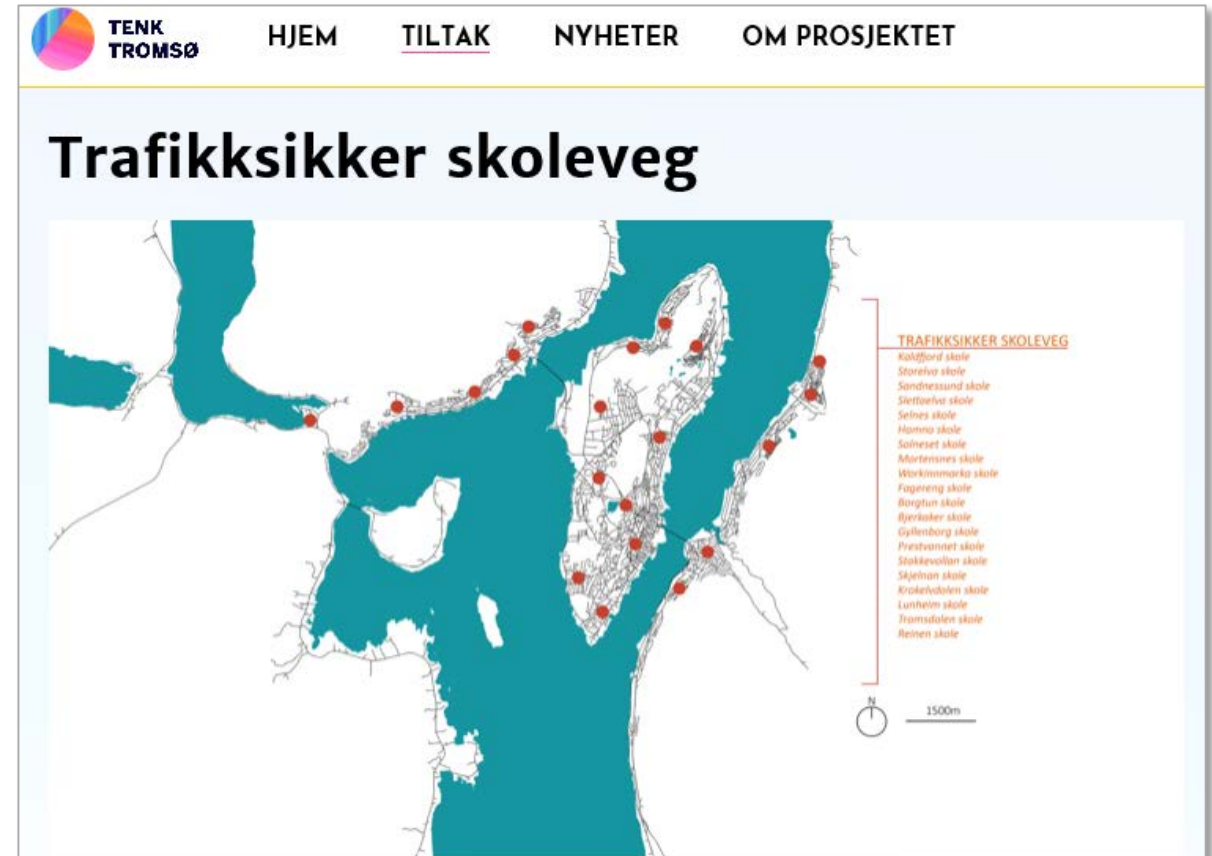 TENK
TROMSØ
HJEM
TILTAK
NYHETER
OM PROSJEKTET
Trafikksikker skoleveg
TRAFIKKSIKKER SKOLEVEG
Kaldfjord skole
Storelva skole
Sandnessund skole
Slettaelva skole
Selnes skole
Hamna skole
Solneset skole
Mortensnes skole
Workinnmarka skole
Fagereng skole
Borgtun skole
Bjerkaker skole
Gyllenborg skole
Prestvannet skole
Stakkevollan skole
Skjelnan skole
Krokelvdalen skole
Lunheim skole
Tromsdalen skole
Reinen skole
N
1500m